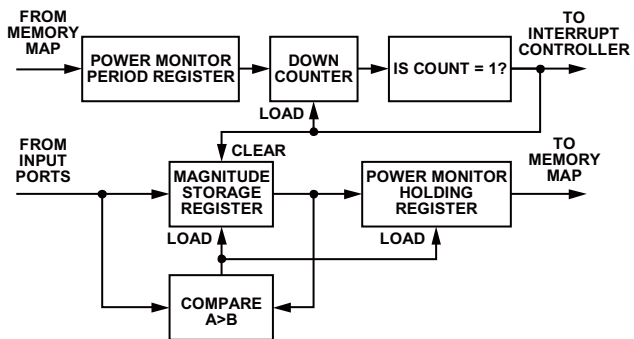 FROM
MEMORY
MAP
POWER MONITOR
PERIOD REGISTER
DOWN
COUNTER
IS COUNT = 1?
TO
INTERRUPT
CONTROLLER
LOAD
CLEAR
FROM
INPUT
PORTS
MAGNITUDE
STORAGE
REGISTER
POWER MONITOR
HOLDING
REGISTER
TO
MEMORY
MAP
LOAD
LOAD
COMPARE
A>B